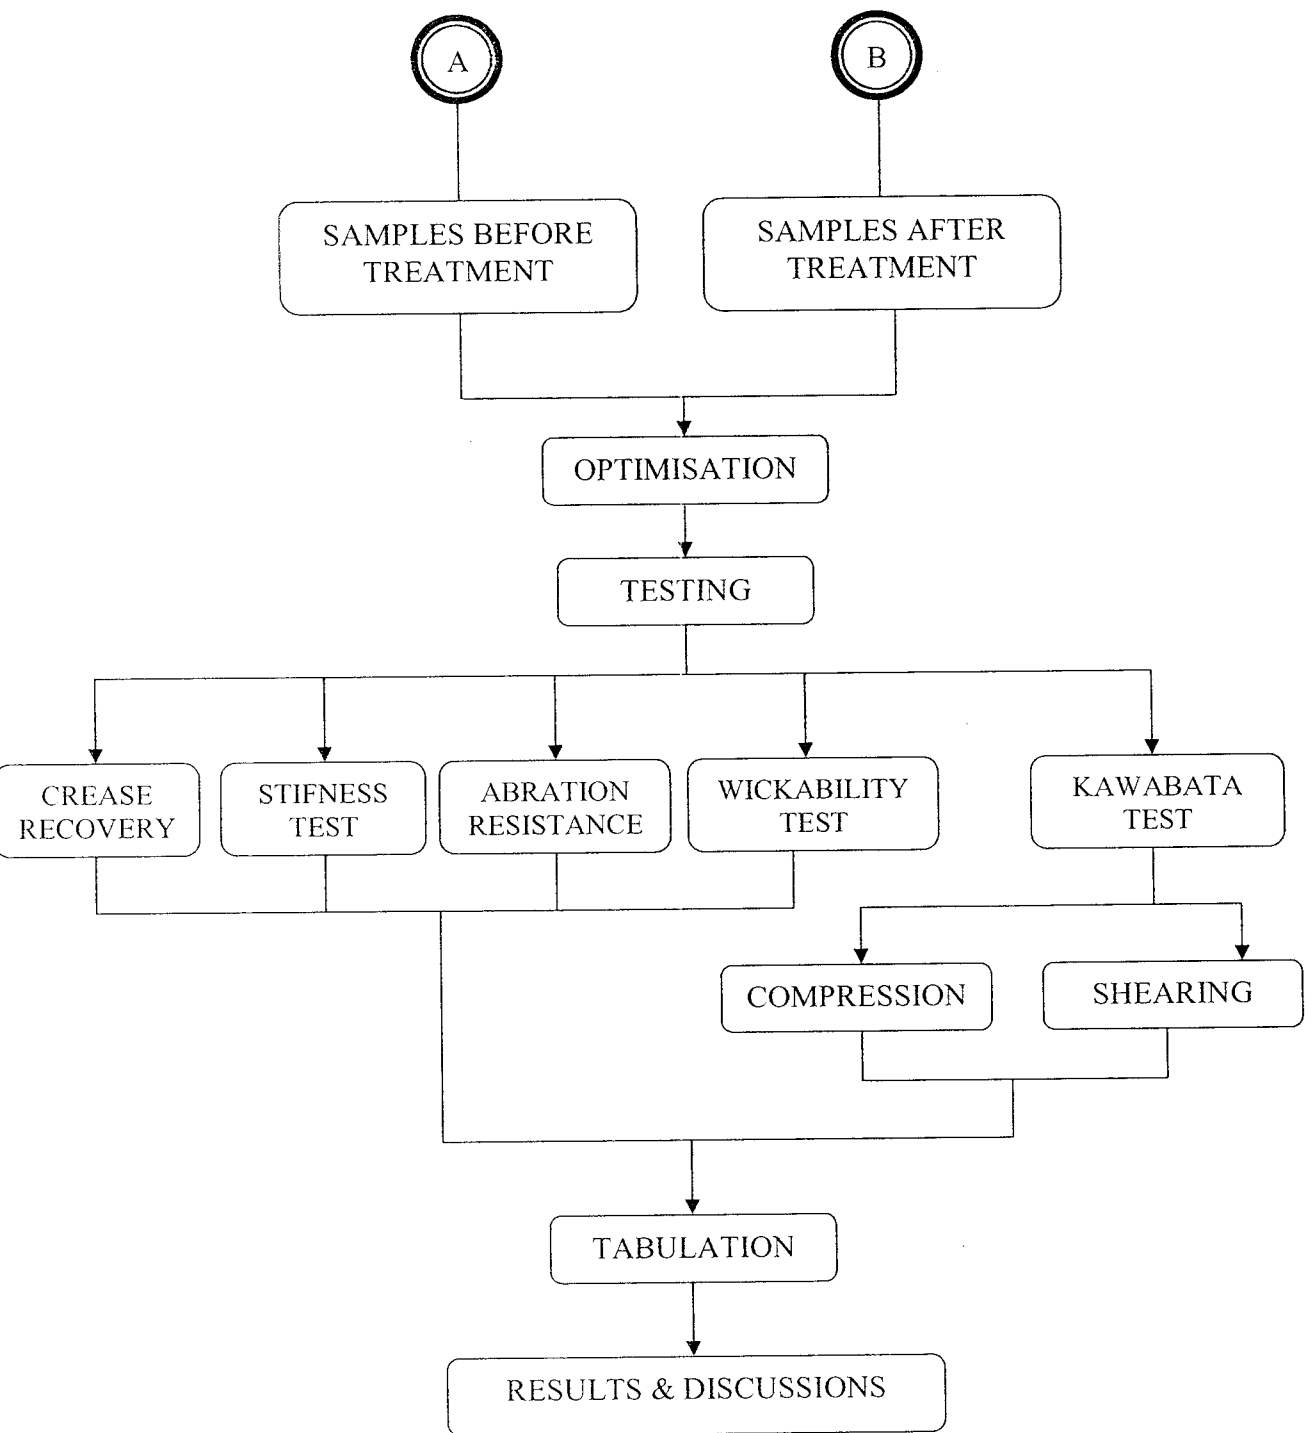 A
B
SAMPLES BEFORE
TREATMENT
SAMPLES AFTER
TREATMENT
OPTIMISATION
TESTING
CREASE
RECOVERY
STIFNESS
TEST
ABRATION
RESISTANCE
WICKABILITY
TEST
KAWABATA
TEST
COMPRESSION
SHEARING
TABULATION
RESULTS & DISCUSSIONS